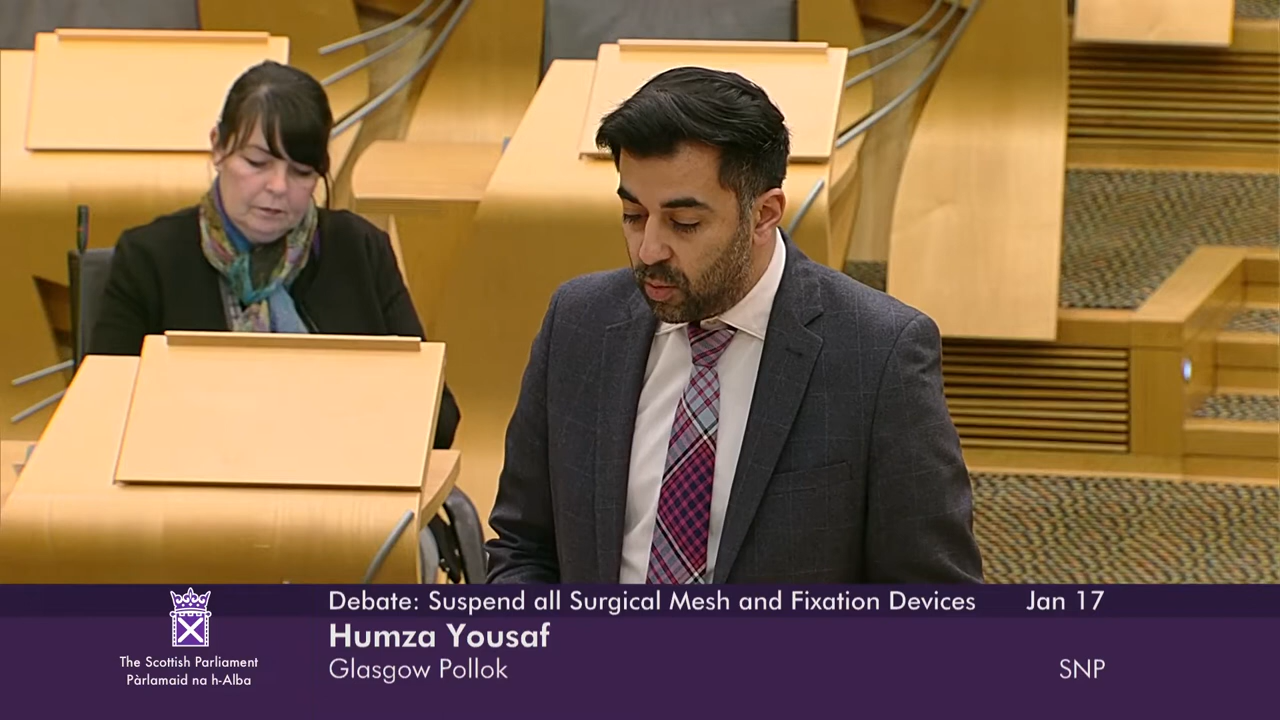 Debate: Suspend all Surgical Mesh and Fixation Devices Jan 17
Humza Yousaf
Glasgow Pollok SNP
The Scottish Parliament
Pàrlamaid na h-Alba